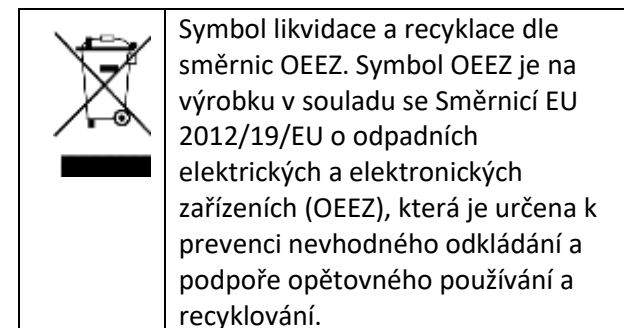 Symbol likvidace a recyklace dle
směrnic OEEZ. Symbol OEEZ je na
výrobku v souladu se Směrnicí EU
2012/19/EU o odpadních
elektrických a elektronických
zařízeních (OEEZ), která je určena k
prevenci nevhodného odkládání a
podpoře opětovného používání a
recyklování.